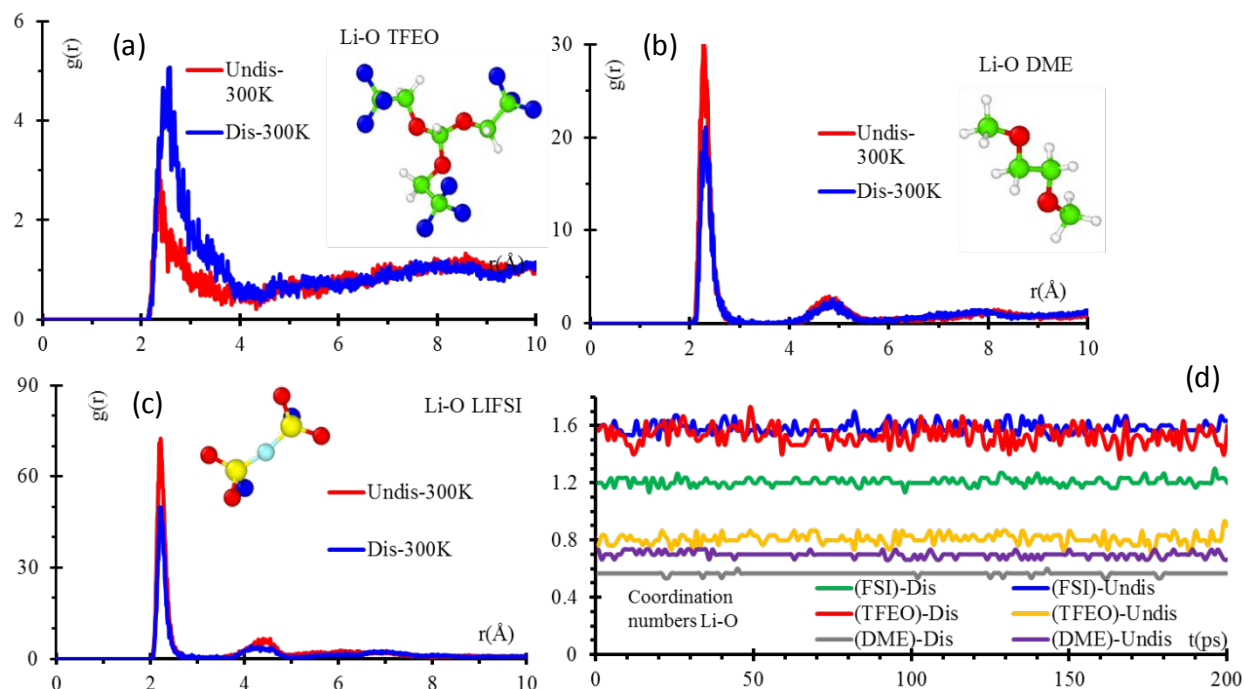 (a)
Li-O TFEO
g(r)
Undis-
300K
Dis-300K
r(Å)
6
4
2
0
0 2 4 6 8 10
(b)
Li-O DME
g(r)
Undis-
300K
Dis-300K
r(Å)
30
20
10
0
0 2 4 6 8 10
(c)
Li-O LIFSI
g(r)
Undis-300K
Dis-300K
r(Å)
90
60
30
0
0 2 4 6 8 10
(d)
1.6
1.2
0.8
0.4
0
Coordination
numbers Li-O
(FSI)-Dis (FSI)-Undis
(TFEO)-Dis (TFEO)-Undis
(DME)-Dis (DME)-Undis t(ps)
0 50 100 150 200